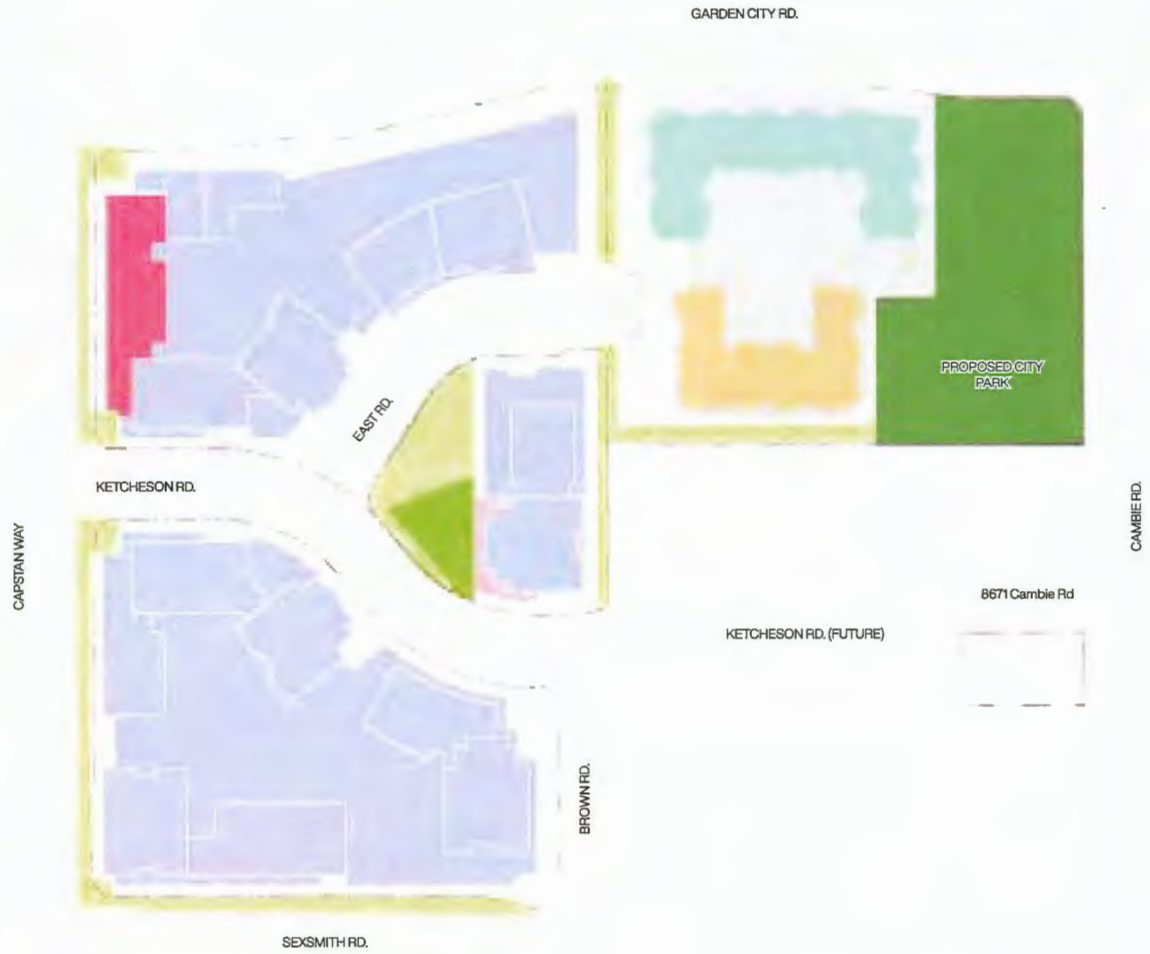 GARDEN CITY RD.
PROPOSED CITY
PARK
EAST RD.
KETCHESON RD.
CAPSTAN WAY
CAMBIE RD.
8671 Cambie Rd
KETCHESON RD. (FUTURE)
BROWN RD.
SEXSMITH RD.